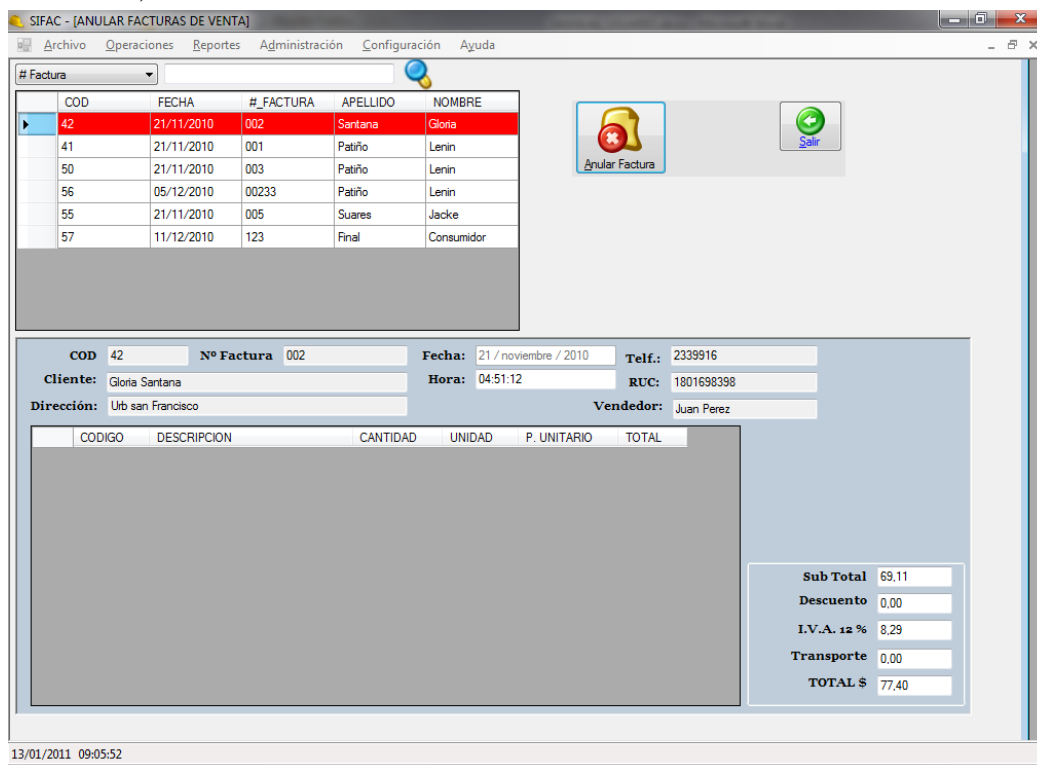 SIFAC - [ANULAR FACTURAS DE VENTA]
Archivo Operaciones Reportes Administración Configuración Ayuda
# Factura
COD FECHA #_FACTURA APELLIDO NOMBRE
42 21/11/2010 002 Santana Gloria
41 21/11/2010 001 Patiño Lenin
50 21/11/2010 003 Patiño Lenin
56 05/12/2010 00233 Patiño Lenin
55 21/11/2010 005 Suares Jacke
57 11/12/2010 123 Final Consumidor
Anular Factura
Salir
COD 42 Nº Factura 002 Fecha: 21 / noviembre / 2010 Telf.: 2339916
Cliente: Gloria Santana Hora: 04:51:12 RUC: 1801698398
Dirección: Urb san Francisco Vendedor: Juan Perez
CODIGO DESCRIPCION CANTIDAD UNIDAD P. UNITARIO TOTAL
Sub Total 69,11
Descuento 0,00
I.V.A. 12 % 8,29
Transporte 0,00
TOTAL $ 77,40
13/01/2011 09:05:52